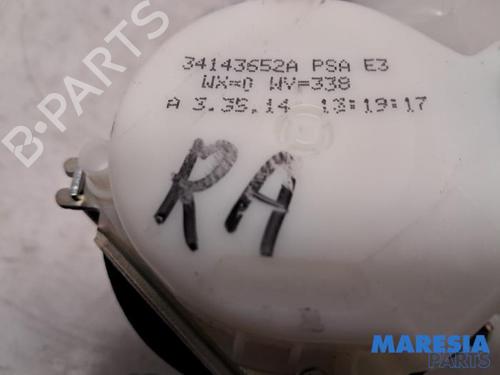 34143652A PSA E3
WX=0 WV=338
A 3.35.14 13:19:17
RA
B-PARTS
MARESIA
PARTS